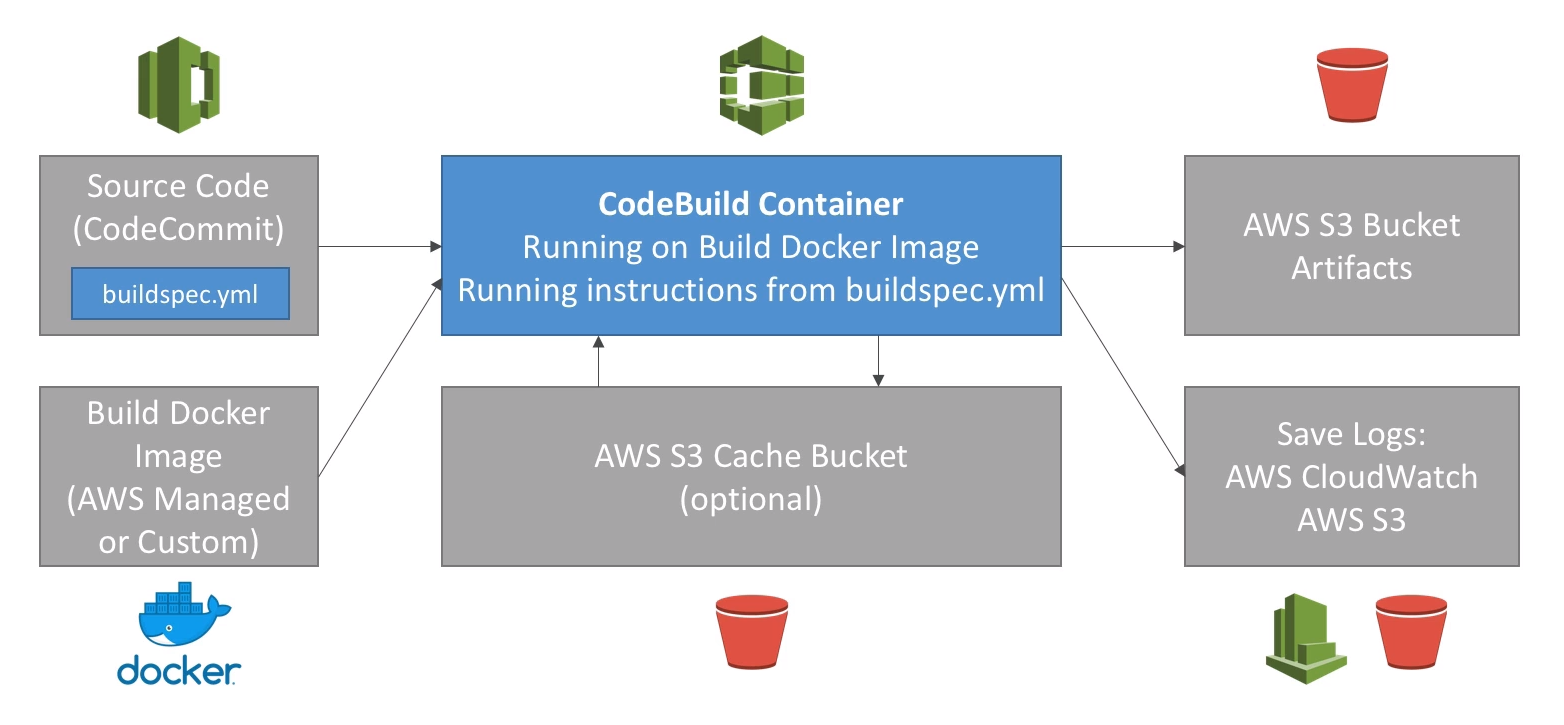 Source Code
(CodeCommit)
buildspec.yml
CodeBuild Container
Running on Build Docker Image
Running instructions from buildspec.yml
AWS S3 Bucket
Artifacts
Build Docker
Image
(AWS Managed
or Custom)
AWS S3 Cache Bucket
(optional)
Save Logs:
AWS CloudWatch
AWS S3
docker